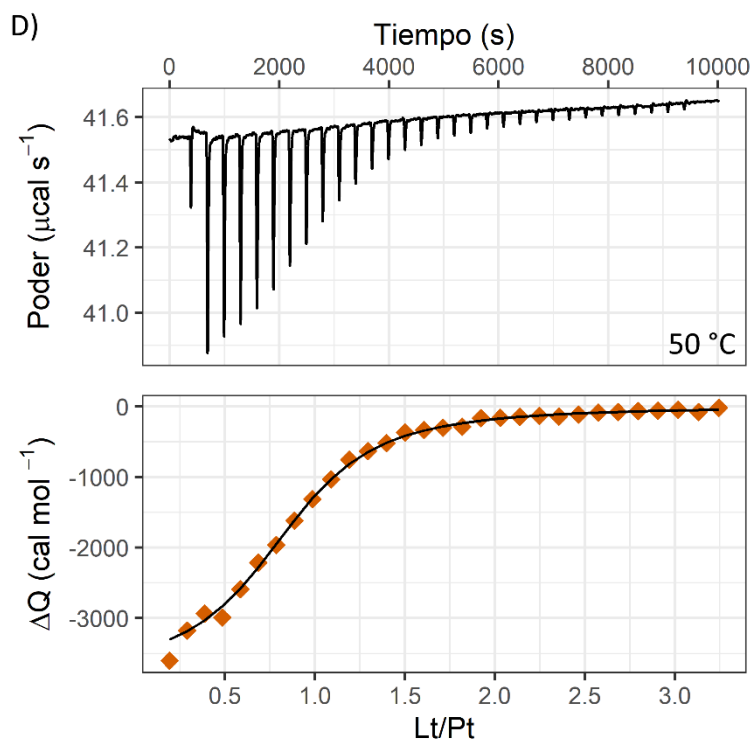 D)
Tiempo (s)
0 2000 4000 6000 8000 10000
Poder (μcal s⁻¹)
41.6
41.4
41.2
41.0
50 °C
ΔQ (cal mol ⁻¹)
0
-1000
-2000
-3000
0.5 1.0 1.5 2.0 2.5 3.0
Lt/Pt